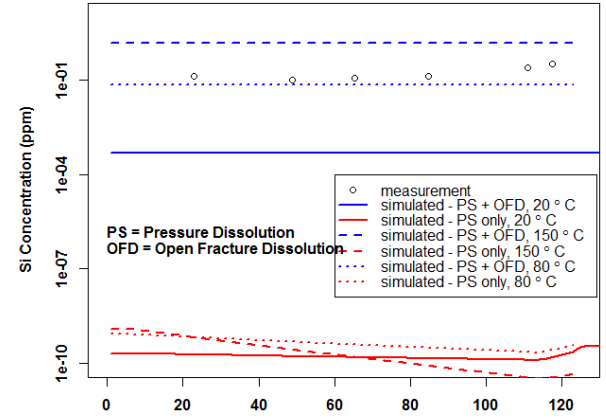 1e-01
1e-04
1e-07
1e-10
Si Concentration (ppm)
measurement
simulated - PS + OFD, 20 ° C
simulated - PS only, 20 ° C
simulated - PS + OFD, 150 ° C
simulated - PS only, 150 ° C
simulated - PS + OFD, 80 ° C
simulated - PS only, 80 ° C
PS = Pressure Dissolution
OFD = Open Fracture Dissolution
0 20 40 60 80 100 120